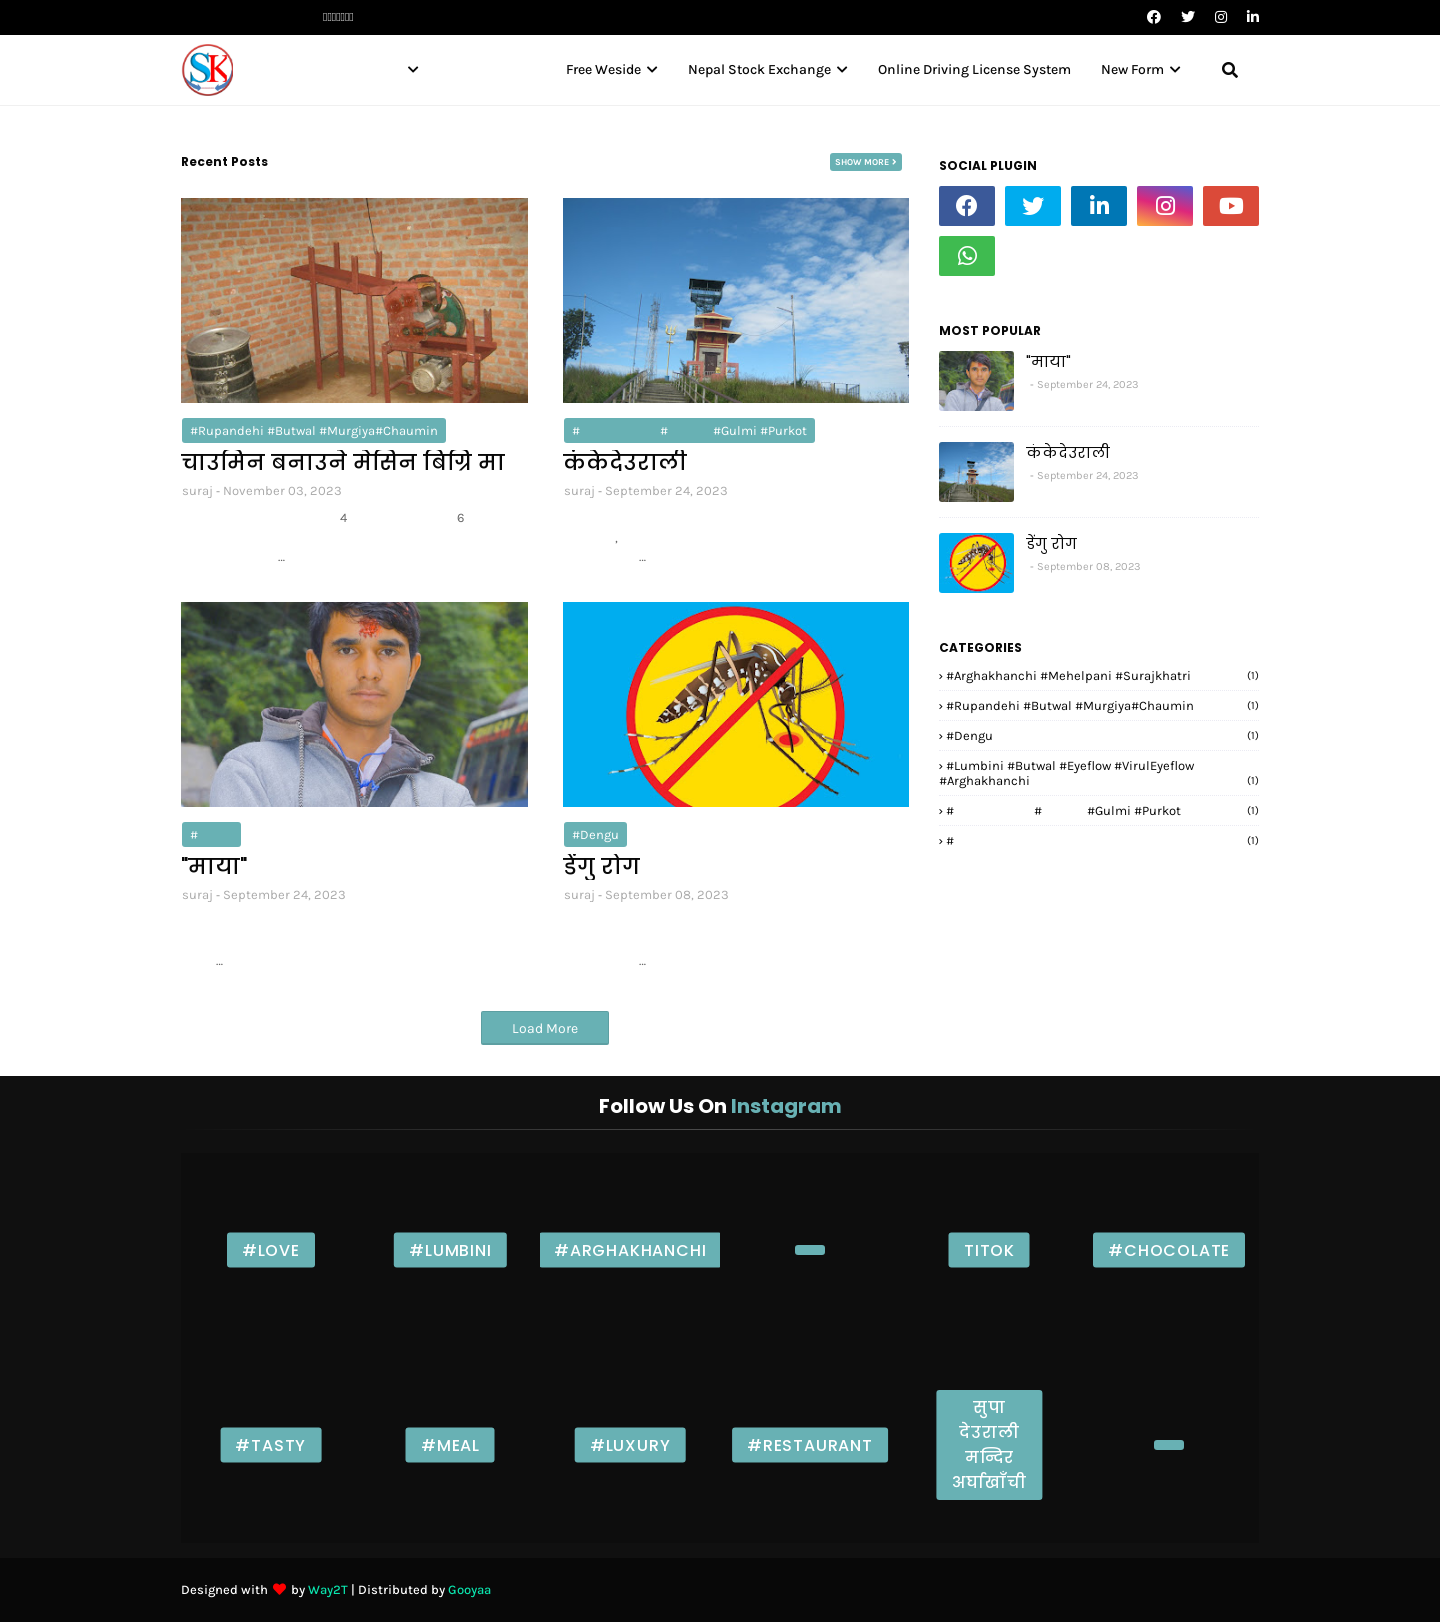 SK
Free Weside
Nepal Stock Exchange
Online Driving License System
New Form
Recent Posts
SHOW MORE
#Rupandehi #Butwal #Murgiya#Chaumin
चाउमिन बनाउने मेसिन बिग्रि मा
suraj - November 03, 2023
4 6
...
# # #Gulmi #Purkot
कंकेदेउराली
suraj - September 24, 2023
,
...
#
"माया"
suraj - September 24, 2023
...
#Dengu
डेंगु रोग
suraj - September 08, 2023
...
Load More
SOCIAL PLUGIN
MOST POPULAR
"माया"
- September 24, 2023
कंकेदेउराली
- September 24, 2023
डेंगु रोग
- September 08, 2023
CATEGORIES
› #Arghakhanchi #Mehelpani #Surajkhatri (1)
› #Rupandehi #Butwal #Murgiya#Chaumin (1)
› #Dengu (1)
› #Lumbini #Butwal #Eyeflow #VirulEyeflow
#Arghakhanchi (1)
› # # #Gulmi #Purkot (1)
› # (1)
Follow Us On Instagram
#LOVE
#LUMBINI
#ARGHAKHANCHI
TITOK
#CHOCOLATE
#TASTY
#MEAL
#LUXURY
#RESTAURANT
सुपा
देउराली
मन्दिर
अर्घाखाँची
Designed with ❤ by Way2T | Distributed by Gooyaa